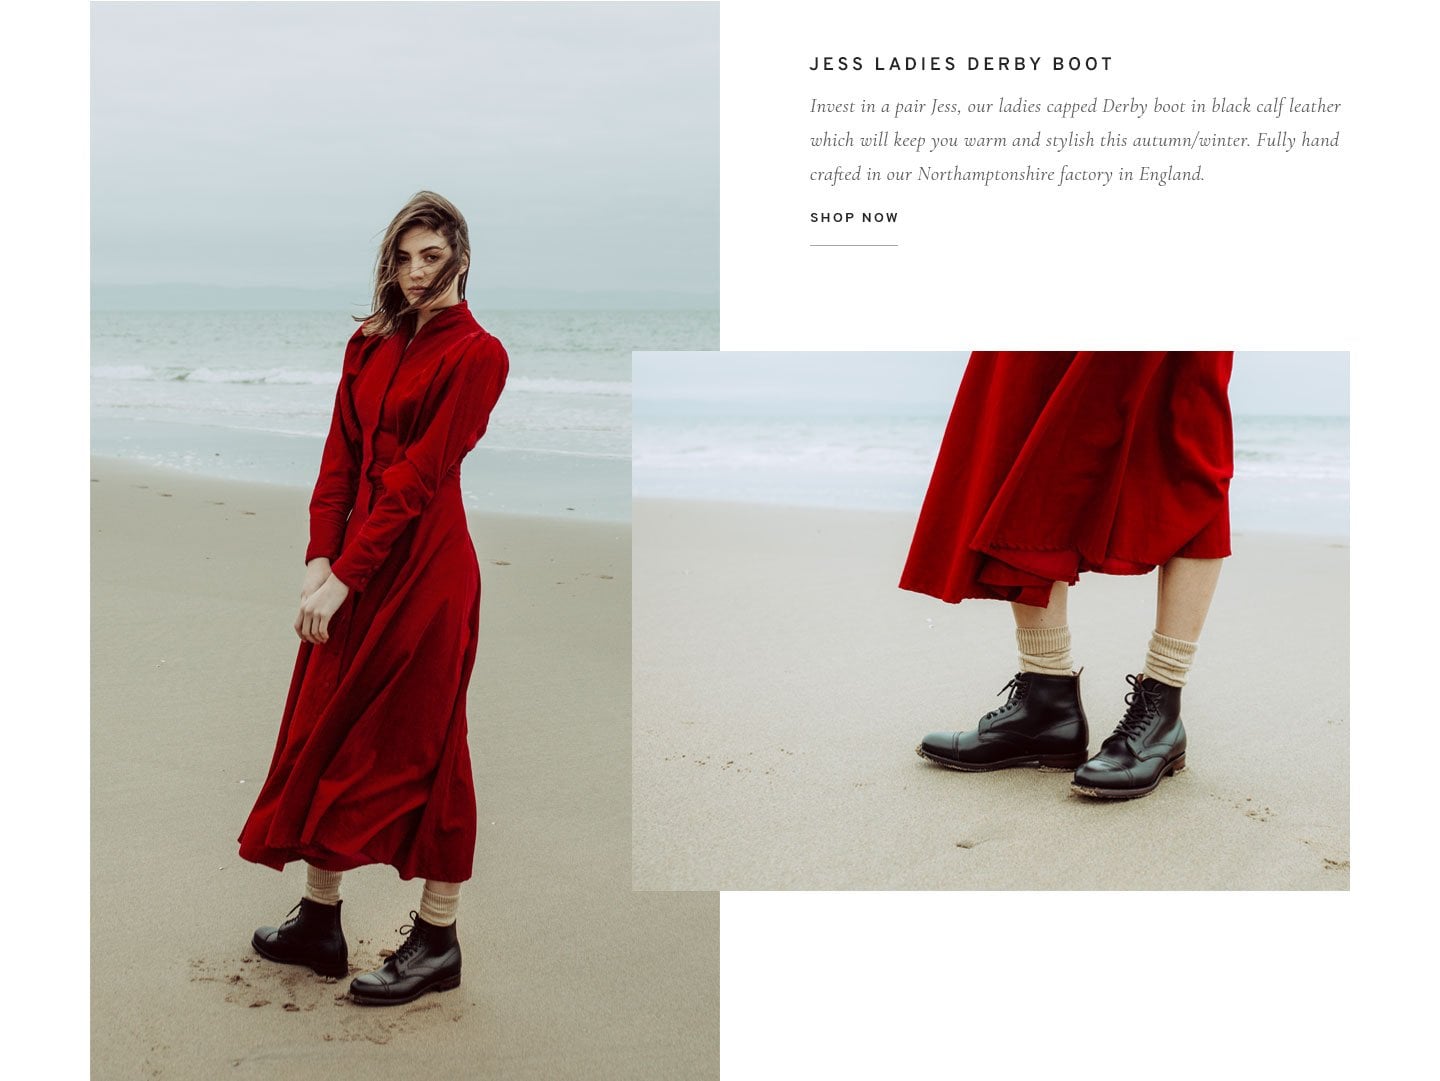 JESS LADIES DERBY BOOT
Invest in a pair Jess, our ladies capped Derby boot in black calf leather
which will keep you warm and stylish this autumn/winter. Fully hand
crafted in our Northamptonshire factory in England.
SHOP NOW